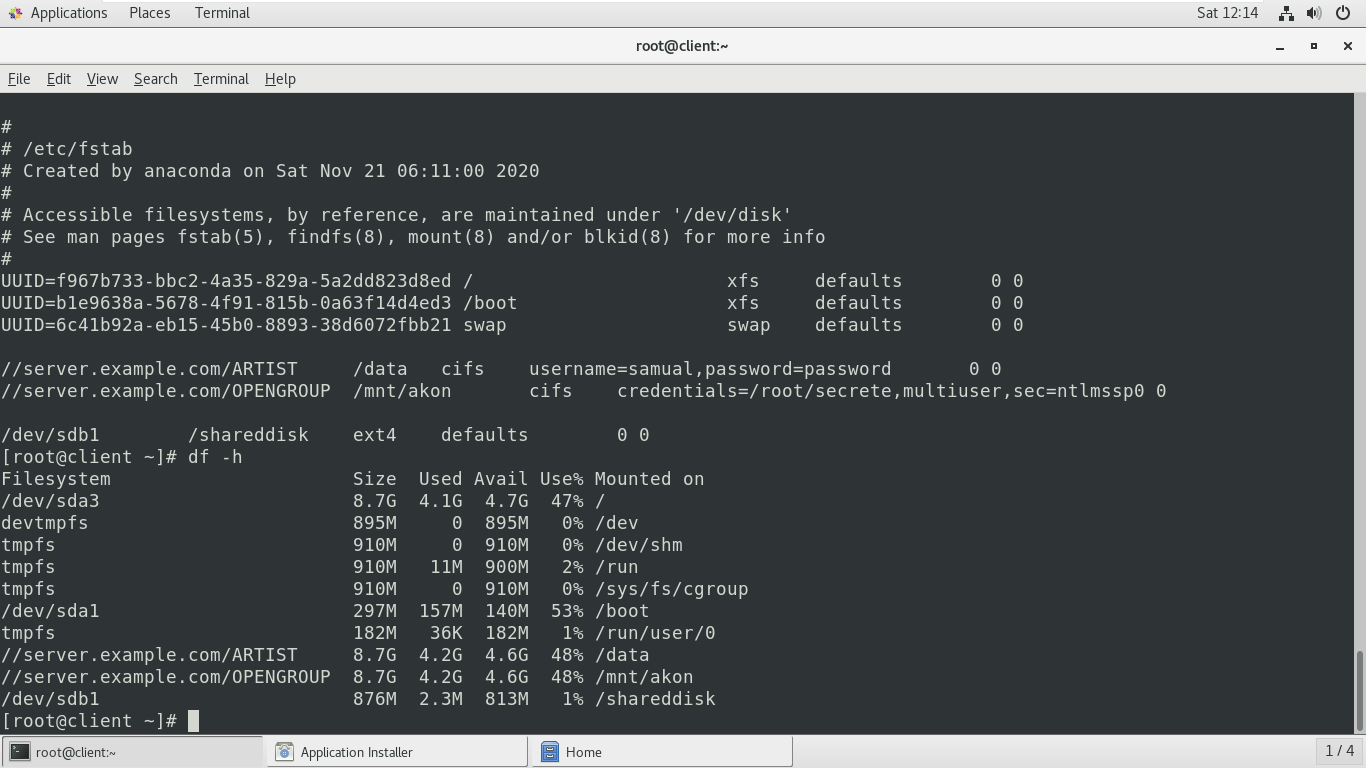 Applications Places Terminal Sat 12:14
root@client:~
File Edit View Search Terminal Help
#
# /etc/fstab
# Created by anaconda on Sat Nov 21 06:11:00 2020
#
# Accessible filesystems, by reference, are maintained under '/dev/disk'
# See man pages fstab(5), findfs(8), mount(8) and/or blkid(8) for more info
#
UUID=f967b733-bbc2-4a35-829a-5a2dd823d8ed / xfs defaults 0 0
UUID=b1e9638a-5678-4f91-815b-0a63f14d4ed3 /boot xfs defaults 0 0
UUID=6c41b92a-eb15-45b0-8893-38d6072fbb21 swap swap defaults 0 0
//server.example.com/ARTIST /data cifs username=samual,password=password 0 0
//server.example.com/OPENGROUP /mnt/akon cifs credentials=/root/secrete,multiuser,sec=ntlmssp0 0
/dev/sdb1 /shareddisk ext4 defaults 0 0
[root@client ~]# df -h
Filesystem Size Used Avail Use% Mounted on
/dev/sda3 8.7G 4.1G 4.7G 47% /
devtmpfs 895M 0 895M 0% /dev
tmpfs 910M 0 910M 0% /dev/shm
tmpfs 910M 11M 900M 2% /run
tmpfs 910M 0 910M 0% /sys/fs/cgroup
/dev/sda1 297M 157M 140M 53% /boot
tmpfs 182M 36K 182M 1% /run/user/0
//server.example.com/ARTIST 8.7G 4.2G 4.6G 48% /data
//server.example.com/OPENGROUP 8.7G 4.2G 4.6G 48% /mnt/akon
/dev/sdb1 876M 2.3M 813M 1% /shareddisk
[root@client ~]#
root@client:~ Application Installer Home 1 / 4